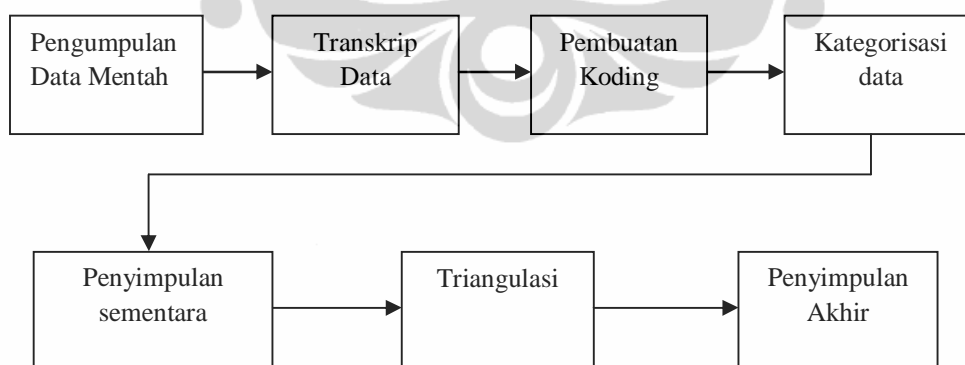 Pengumpulan
Data Mentah
Transkrip
Data
Pembuatan
Koding
Kategorisasi
data
Penyimpulan
sementara
Triangulasi
Penyimpulan
Akhir